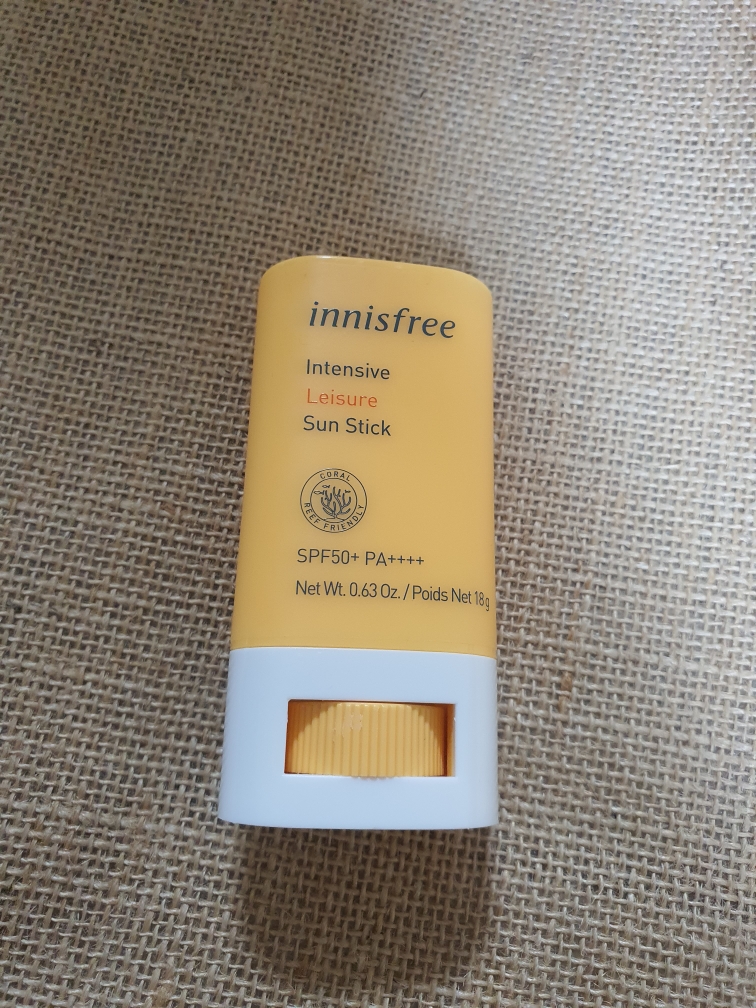 innisfree
Intensive
Leisure
Sun Stick
CORAL
REEF FRIENDLY
SPF50+ PA++++
Net Wt. 0.63 Oz. / Poids Net 18 g